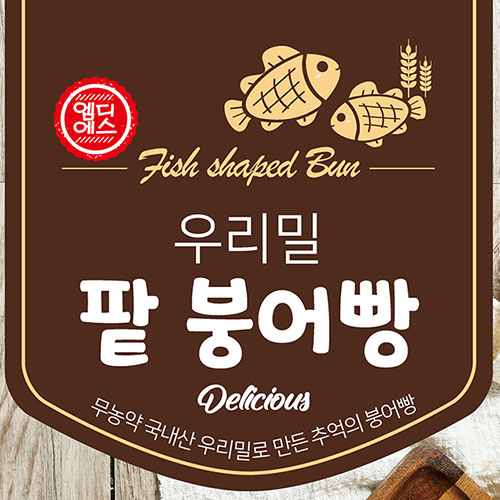 엠디
에스
Fish shaped Bun
우리밀
팥 붕어빵
Delicious
무농약 국내산 우리밀로 만든 추억의 붕어빵